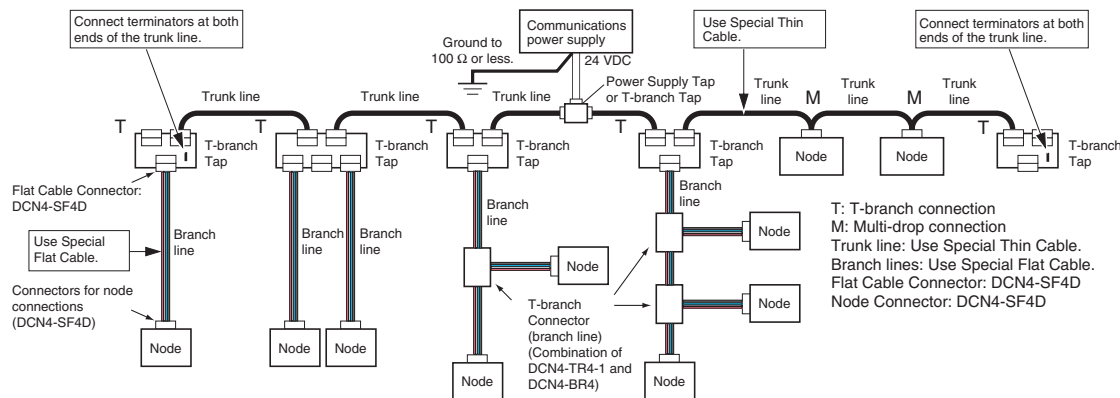 Connect terminators at both
ends of the trunk line.
Communications
power supply
Ground to
100 Ω or less.
24 VDC
Use Special Thin
Cable.
Connect terminators at both
ends of the trunk line.
Power Supply Tap
or T-branch Tap
Trunk line
Trunk line
Trunk line
Trunk
line
M
Trunk
line
M
Trunk
line
T
T
T
T
T
T-branch
Tap
T-branch
Tap
T-branch
Tap
T-branch
Tap
Node
Node
T-branch
Tap
Flat Cable Connector:
DCN4-SF4D
Use Special
Flat Cable.
Branch
line
Branch
line
Branch
line
Branch
line
Connectors for node
connections
(DCN4-SF4D)
Node
Node
Node
Node
Node
Node
Node
Node
T-branch
Connector
(branch line)
(Combination of
DCN4-TR4-1 and
DCN4-BR4)
T: T-branch connection
M: Multi-drop connection
Trunk line: Use Special Thin Cable.
Branch lines: Use Special Flat Cable.
Flat Cable Connector: DCN4-SF4D
Node Connector: DCN4-SF4D